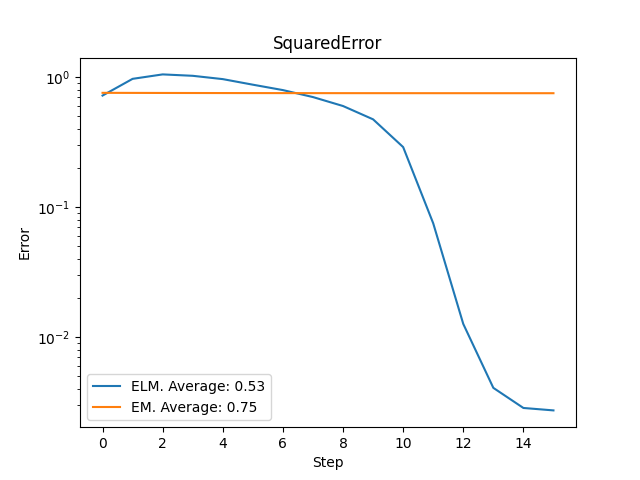 SquaredError
10⁰
10⁻¹
10⁻²
Error
ELM. Average: 0.53
EM. Average: 0.75
0 2 4 6 8 10 12 14
Step